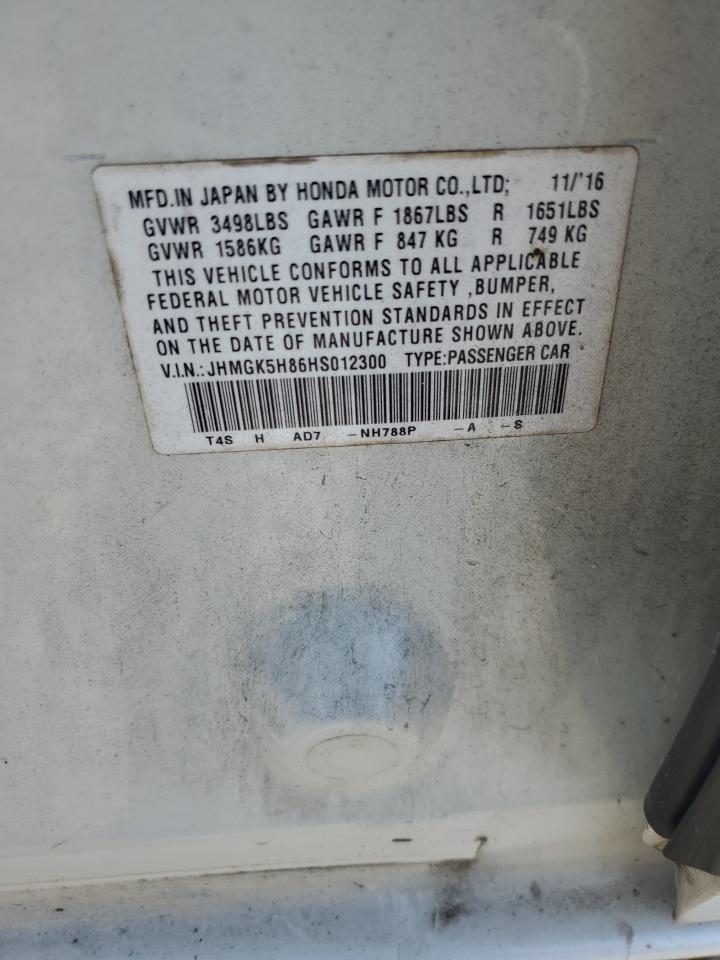 MFD.IN JAPAN BY HONDA MOTOR CO.,LTD; 11/'16
GVWR 3498LBS GAWR F 1867LBS R 1651LBS
GVWR 1586KG GAWR F 847 KG R 749 KG
THIS VEHICLE CONFORMS TO ALL APPLICABLE
FEDERAL MOTOR VEHICLE SAFETY ,BUMPER,
AND THEFT PREVENTION STANDARDS IN EFFECT
ON THE DATE OF MANUFACTURE SHOWN ABOVE.
V.I.N.: JHMGK5H86HS012300 TYPE:PASSENGER CAR
T4S H AD7 -NH788P -A -S